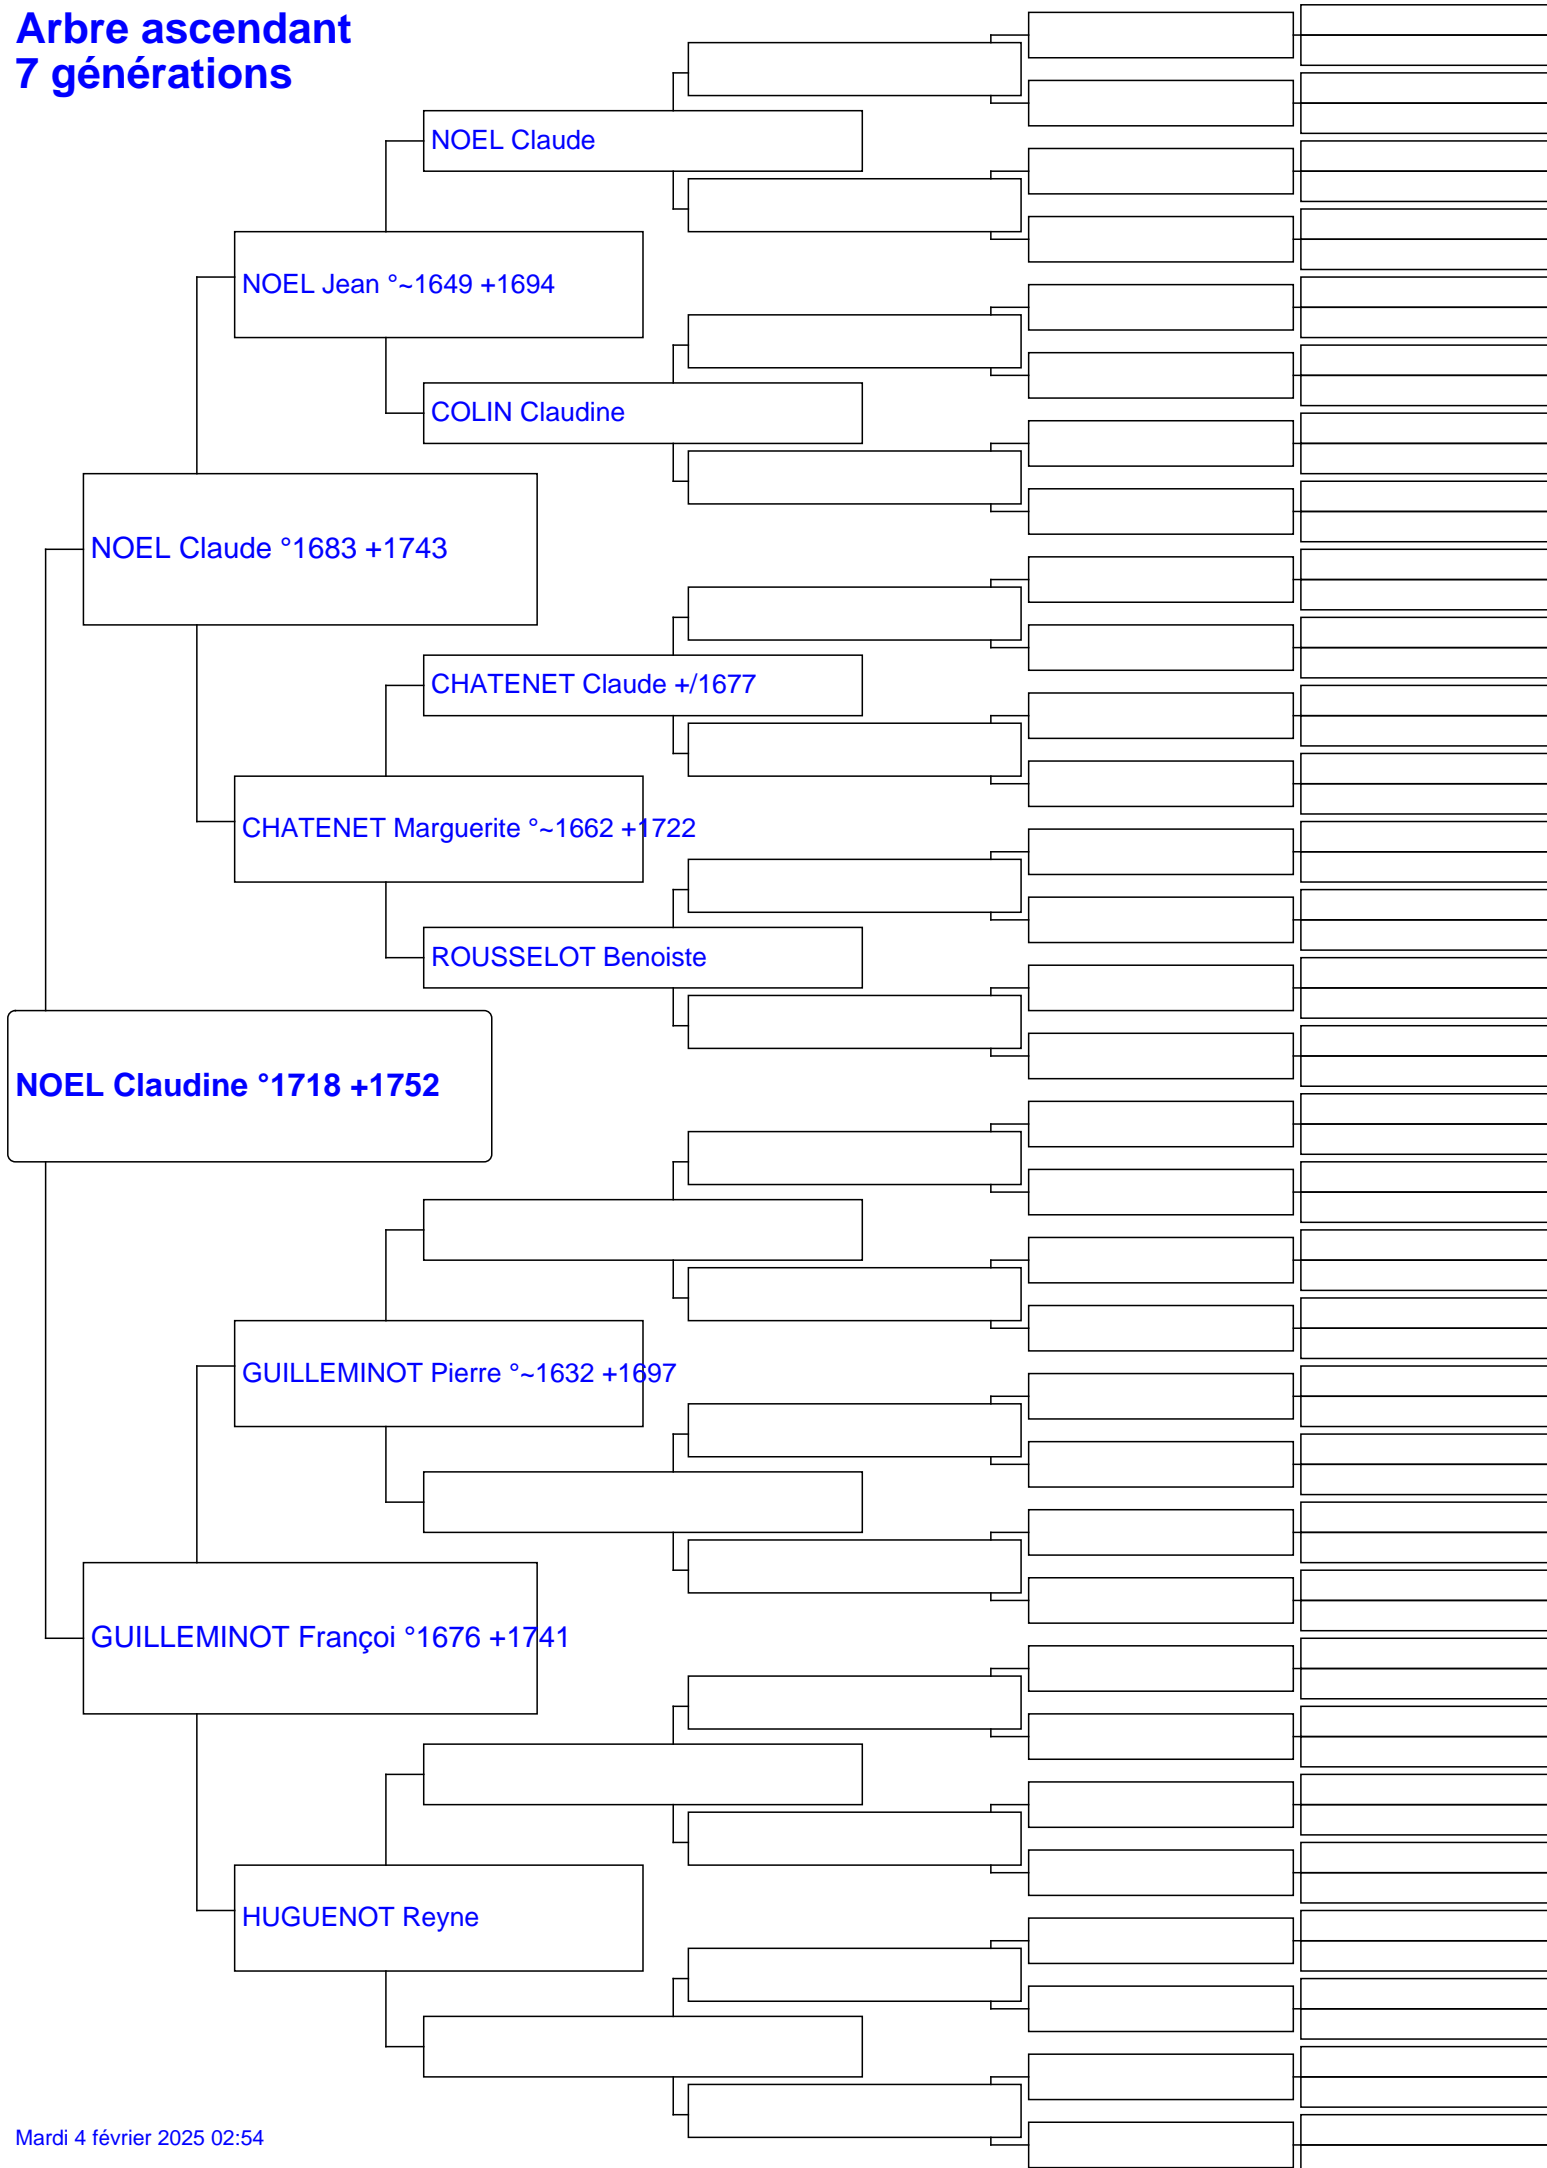 Arbre ascendant
7 générations
NOEL Claude
NOEL Jean °~1649 +1694
COLIN Claudine
NOEL Claude °1683 +1743
CHATENET Claude +/1677
CHATENET Marguerite °~1662 +1722
ROUSSELOT Benoiste
NOEL Claudine °1718 +1752
GUILLEMINOT Pierre °~1632 +1697
GUILLEMINOT Françoi °1676 +1741
HUGUENOT Reyne
Mardi 4 février 2025 02:54